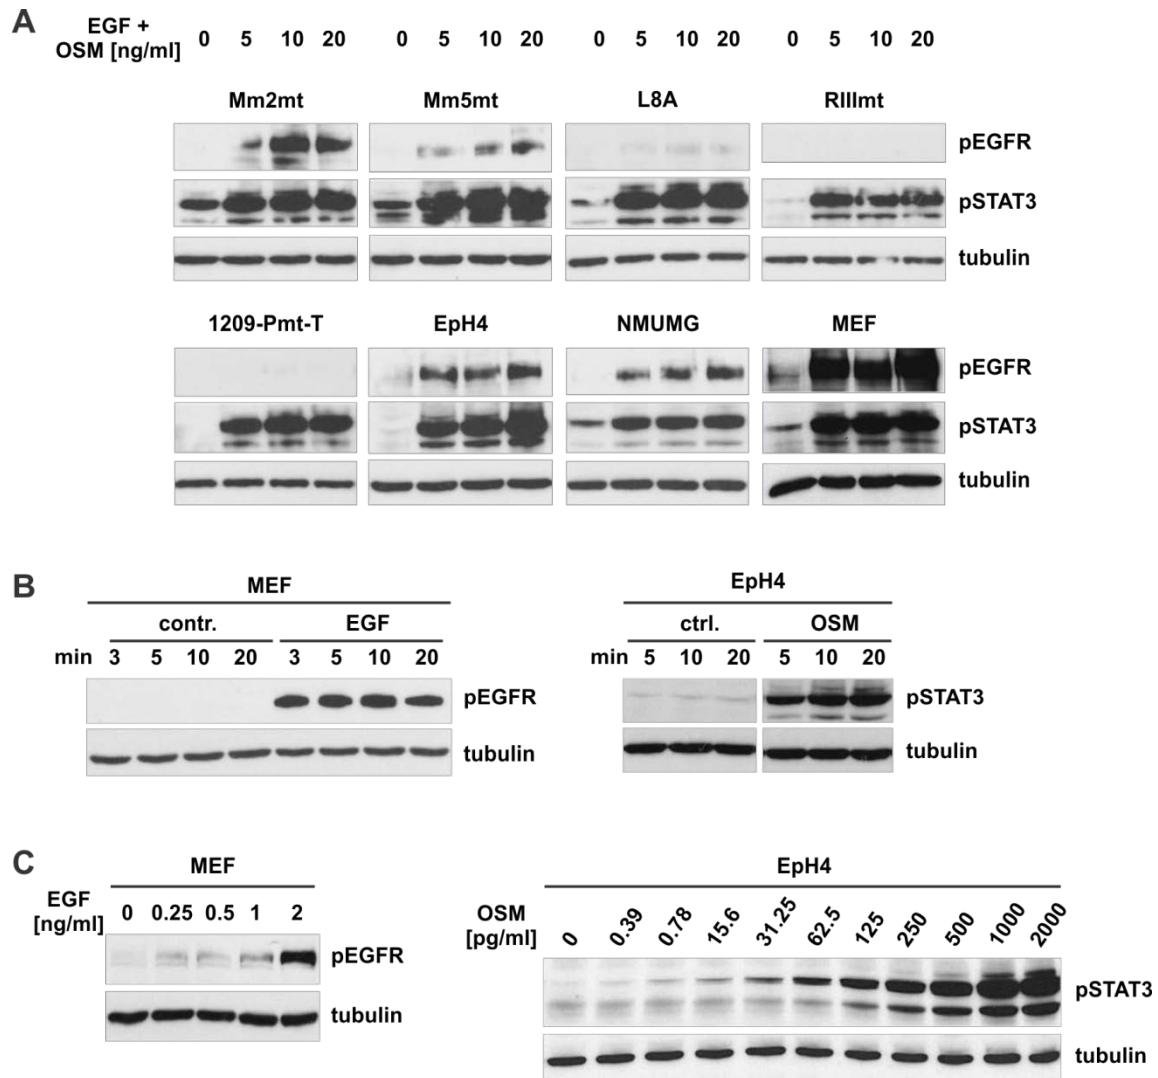 A
EGF +
OSM [ng/ml]
0 5 10 20 0 5 10 20 0 5 10 20 0 5 10 20
Mm2mt Mm5mt L8A RIIImt
pEGFR
pSTAT3
tubulin
1209-Pmt-T EpH4 NMUMG MEF
pEGFR
pSTAT3
tubulin
B
MEF
contr. EGF
min 3 5 10 20 3 5 10 20
pEGFR
tubulin
EpH4
ctrl. OSM
min 5 10 20 5 10 20
pSTAT3
tubulin
C
MEF
EGF
[ng/ml]
0 0.25 0.5 1 2
pEGFR
tubulin
EpH4
OSM
[pg/ml]
0 0.39 0.78 15.6 31.25 62.5 125 250 500 1000 2000
pSTAT3
tubulin